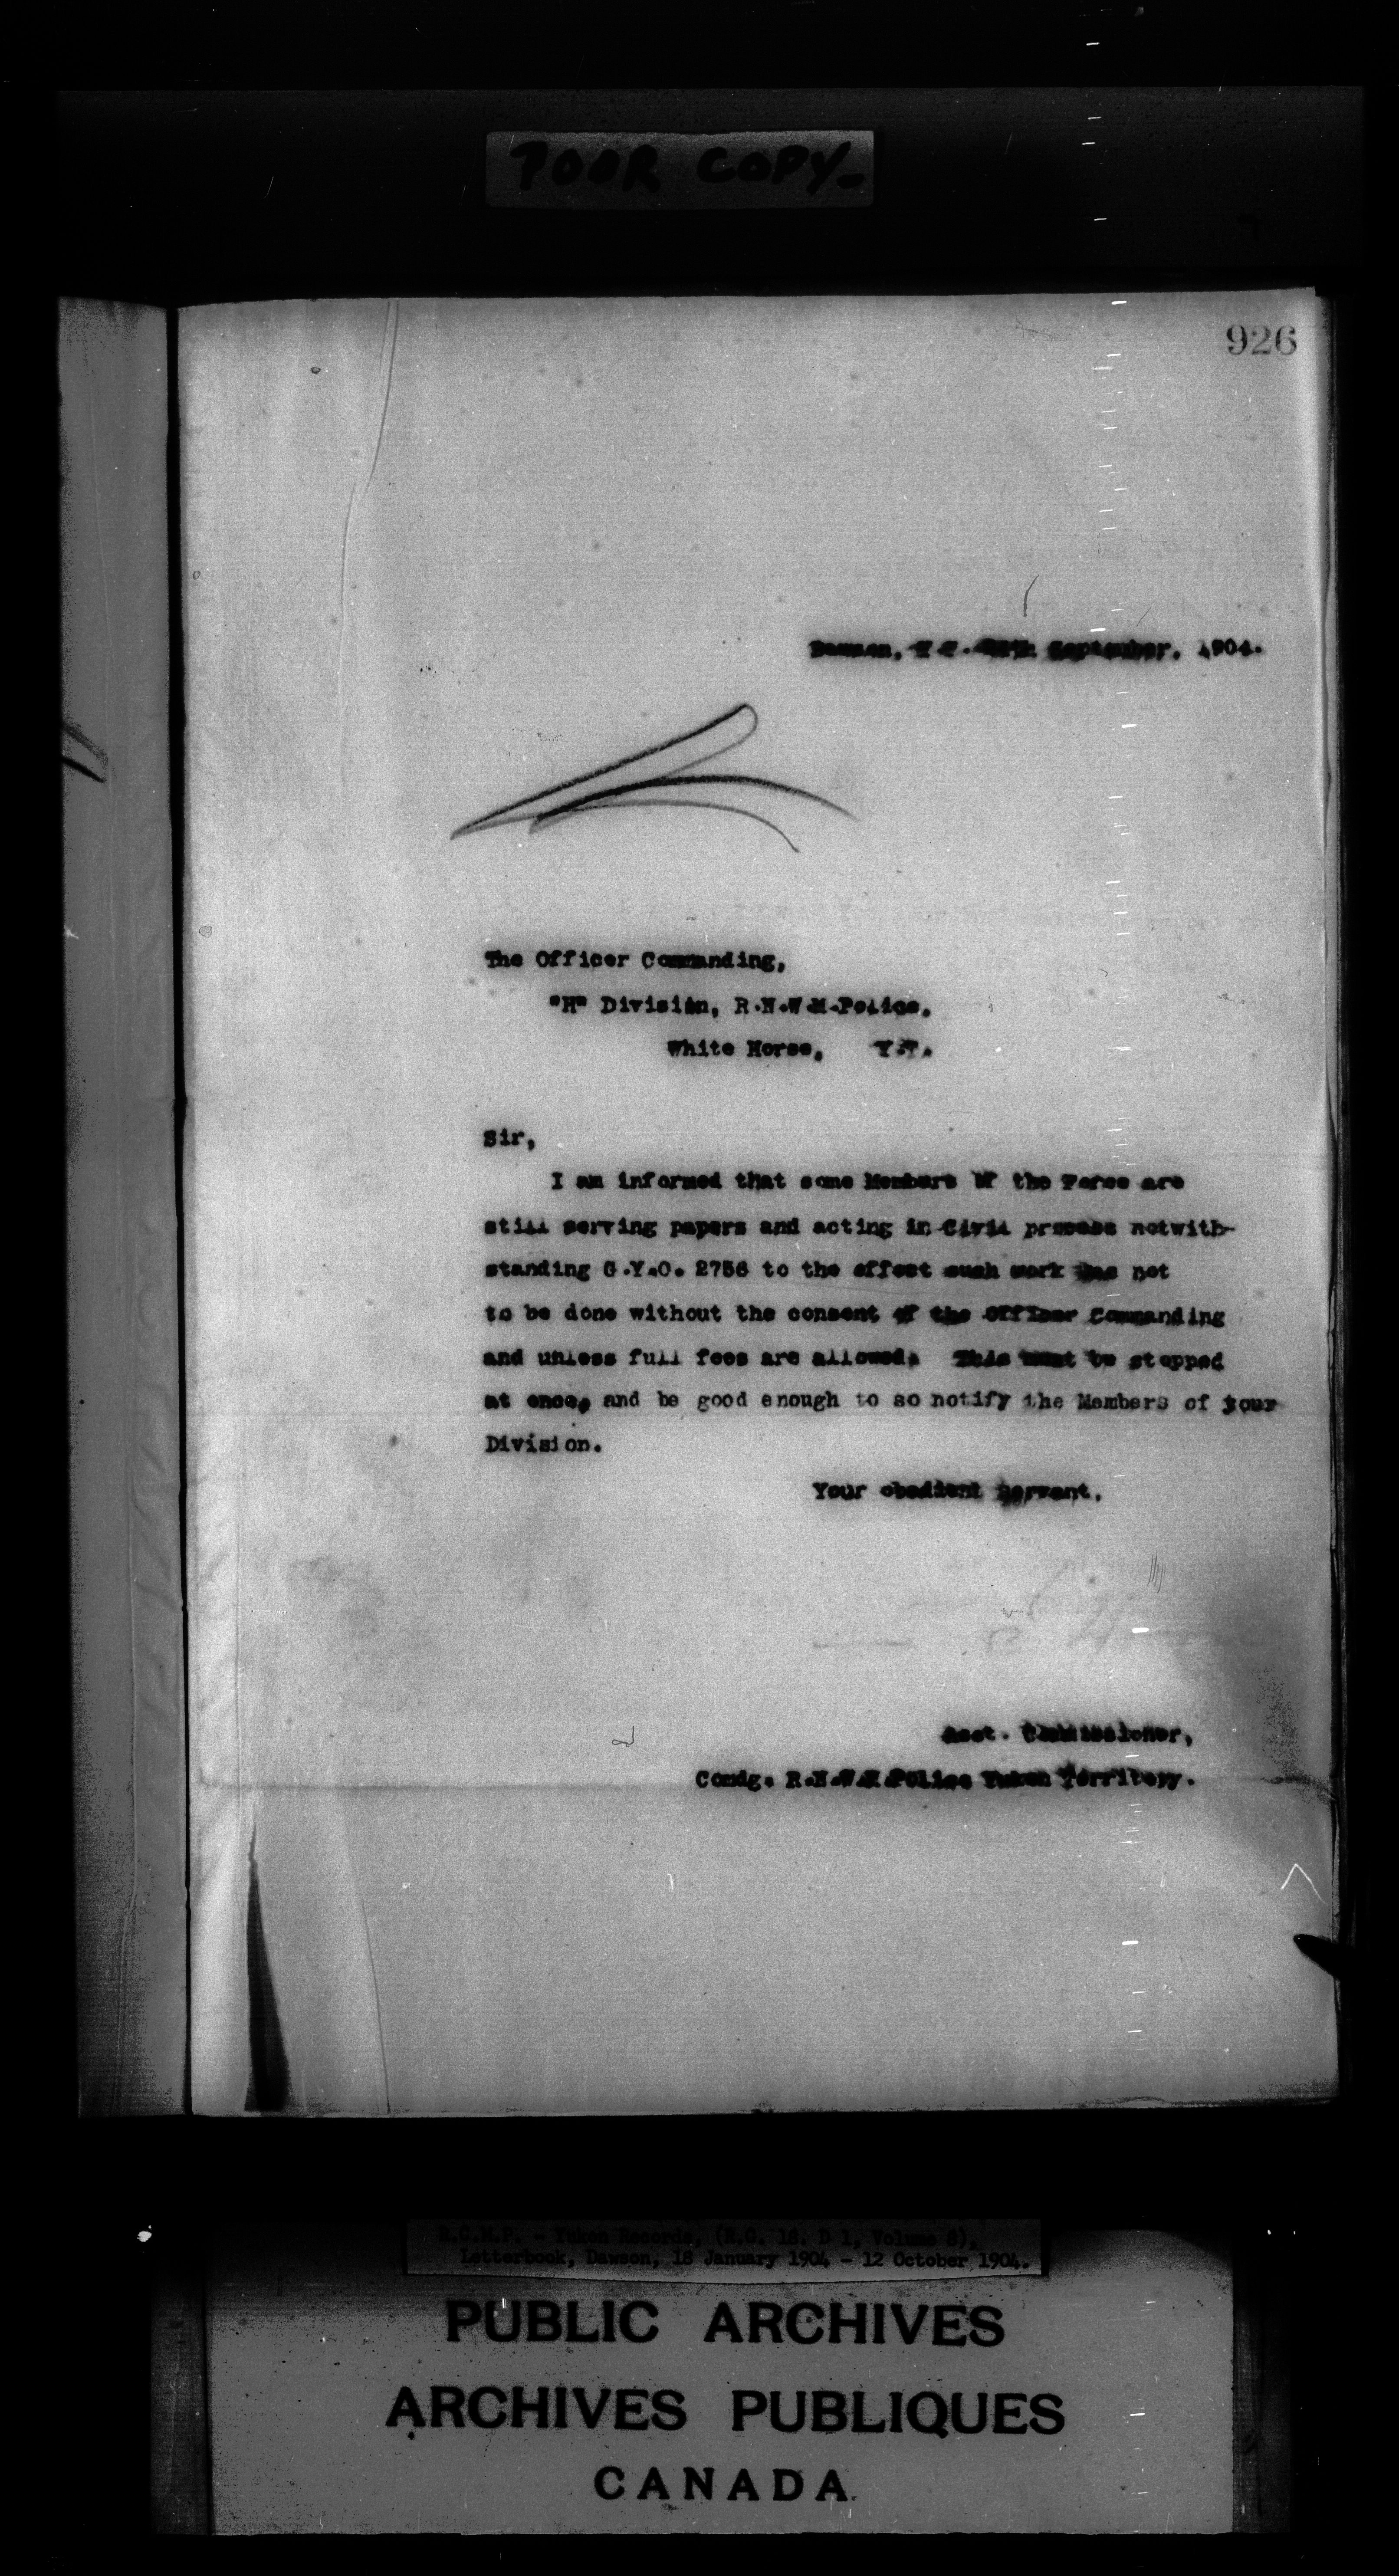 POOR COPY-
926
Dawson, Y.T. September, 1904.
The Officer Commanding,
"H" Division, R.N.W.M.Police,
White Horse, Y.T.
Sir,
I am informed that some Members of the Force are
still serving papers and acting in Civil process notwith-
standing G.Y.O. 2756 to the effect such work was not
to be done without the consent of the Officer Commanding
and unless full fees are allowed. This must be stopped
at once, and be good enough to so notify the Members of your
Division.
Your obedient servant,
Asst. Commissioner,
Comdg. R.N.W.M.Police Yukon Territory.
R.C.M.P. - Yukon Records, (R.G. 18, D 1, Volume 8),
Letterbook, Dawson, 18 January 1904 - 12 October 1904.
PUBLIC ARCHIVES
ARCHIVES PUBLIQUES
CANADA